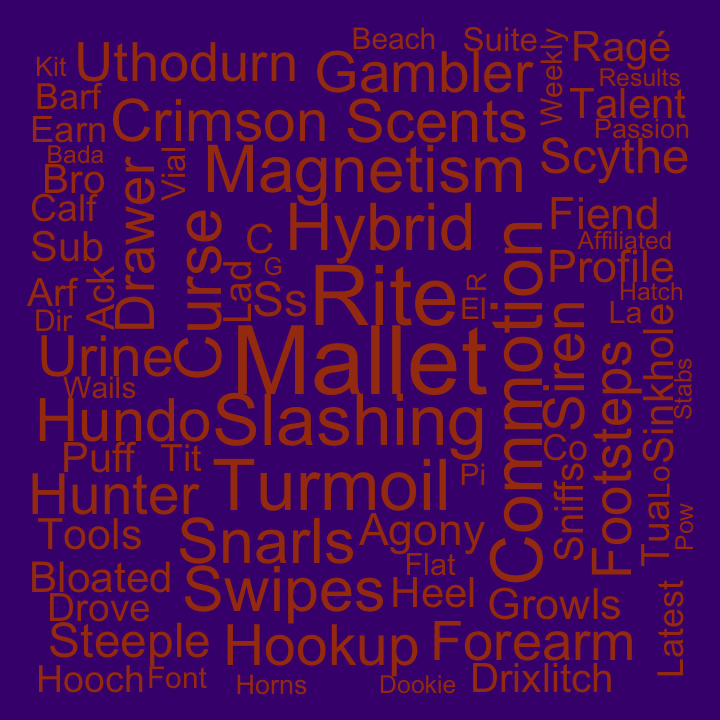 Beach
Suite
Weekly
Ragé
Kit
Uthodurn
Gambler
Results
Barf
Talent
Earn
Crimson
Scents
Passion
Bada
Vial
Magnetism
Scythe
Bro
Drawer
Calf
Curse
Hybrid
Fiend
Sub
C
Commotion
Affiliated
G
Profile
Arf
Ack
Lad
Ss
Rite
R
El
Hatch
Dir
La
Urine
Mallet
Siren
Footsteps
Sinkhole
Stabs
Wails
Hundo
Slashing
Puff
Tit
Co
Hunter
Turmoil
Pi
Sniffso
Lo
Tools
Snarls
Agony
Tua
Pow
Bloated
Swipes
Flat
Heel
Growls
Drove
Latest
Steeple
Hookup
Forearm
Hooch
Font
Horns
Dookie
Drixlitch